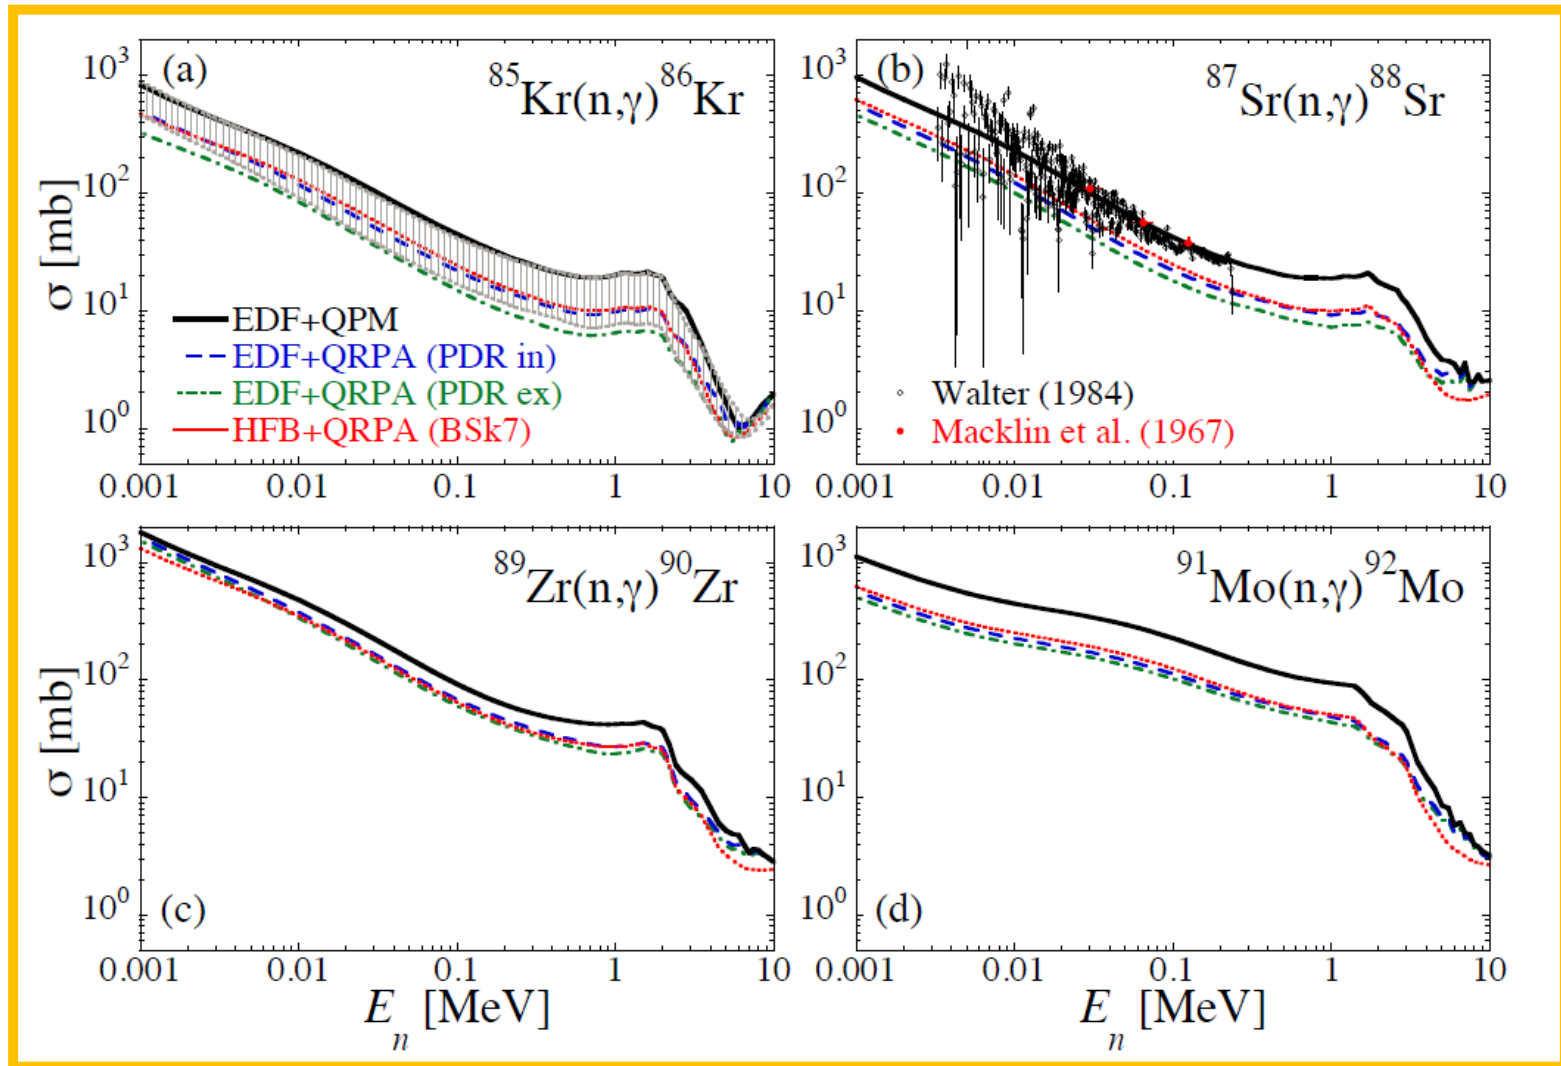 (a)
⁸⁵Kr(n,γ)⁸⁶Kr
10³
10²
10¹
10⁰
σ [mb]
EDF+QPM
EDF+QRPA (PDR in)
EDF+QRPA (PDR ex)
HFB+QRPA (BSk7)
0.001 0.01 0.1 1 10
(b)
⁸⁷Sr(n,γ)⁸⁸Sr
10³
10²
10¹
10⁰
Walter (1984)
Macklin et al. (1967)
0.001 0.01 0.1 1 10
⁸⁹Zr(n,γ)⁹⁰Zr
10³
10²
10¹
10⁰
σ [mb]
(c)
0.001 0.01 0.1 1 10
Eₙ [MeV]
⁹¹Mo(n,γ)⁹²Mo
10³
10²
10¹
10⁰
(d)
0.001 0.01 0.1 1 10
Eₙ [MeV]